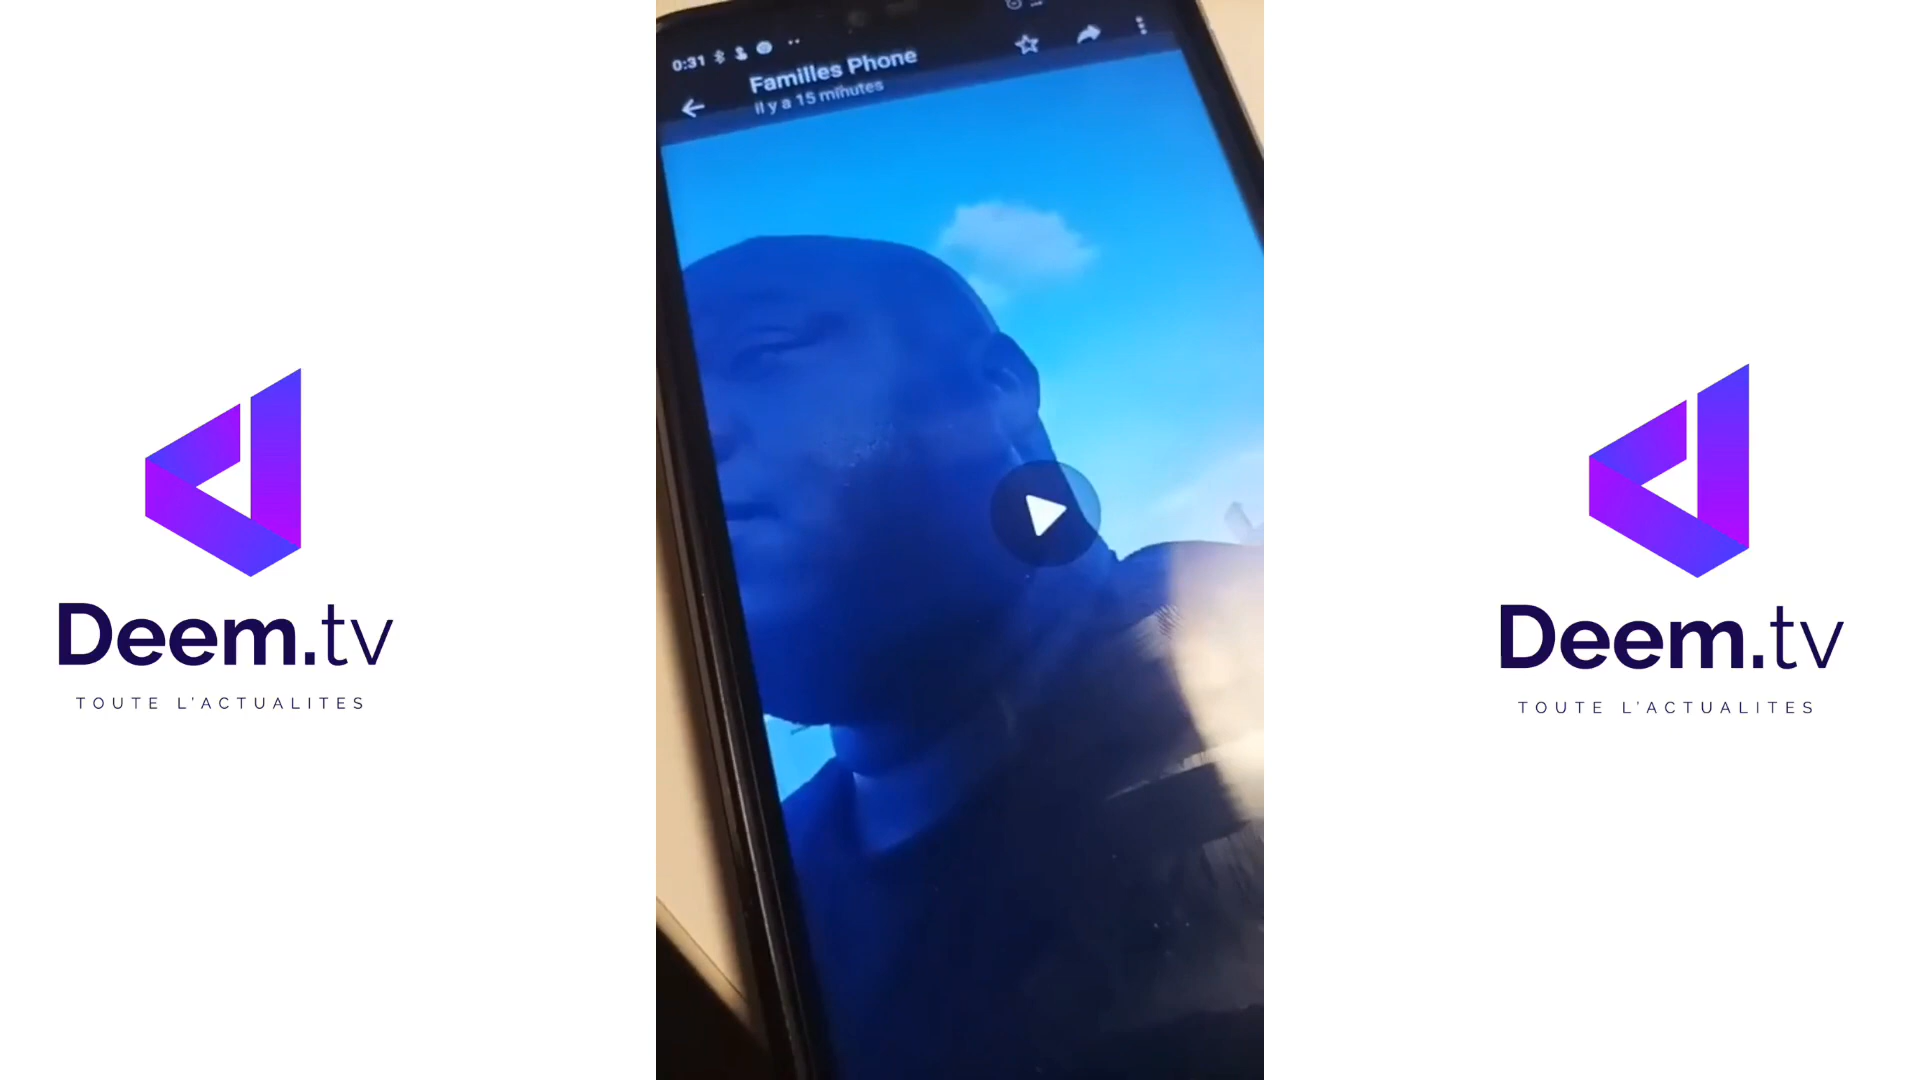 0:31
Familles Phone
il y a 15 minutes
Deem.tv
TOUTE L'ACTUALITES
Deem.tv
TOUTE L'ACTUALITES